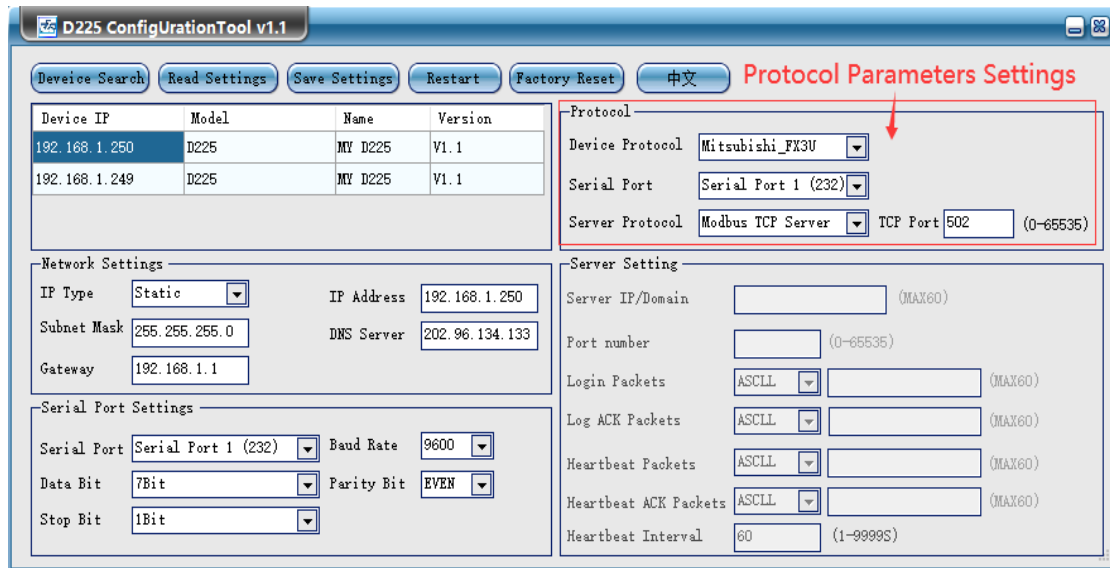 D225 ConfigUrationTool v1.1
Deveice Search Read Settings Save Settings Restart Factory Reset 中文 Protocol Parameters Settings
Device IP Model Name Version
192.168.1.250 D225 MY D225 V1.1
192.168.1.249 D225 MY D225 V1.1
Protocol
Device Protocol Mitsubishi_FX3U
Serial Port Serial Port 1 (232)
Server Protocol Modbus TCP Server TCP Port 502 (0-65535)
Network Settings
IP Type Static IP Address 192.168.1.250
Subnet Mask 255.255.255.0 DNS Server 202.96.134.133
Gateway 192.168.1.1
Serial Port Settings
Serial Port Serial Port 1 (232) Baud Rate 9600
Data Bit 7Bit Parity Bit EVEN
Stop Bit 1Bit
Server Setting
Server IP/Domain (MAX60)
Port number (0-65535)
Login Packets ASCLL (MAX60)
Log ACK Packets ASCLL (MAX60)
Heartbeat Packets ASCLL (MAX60)
Heartbeat ACK Packets ASCLL (MAX60)
Heartbeat Interval 60 (1-9999S)